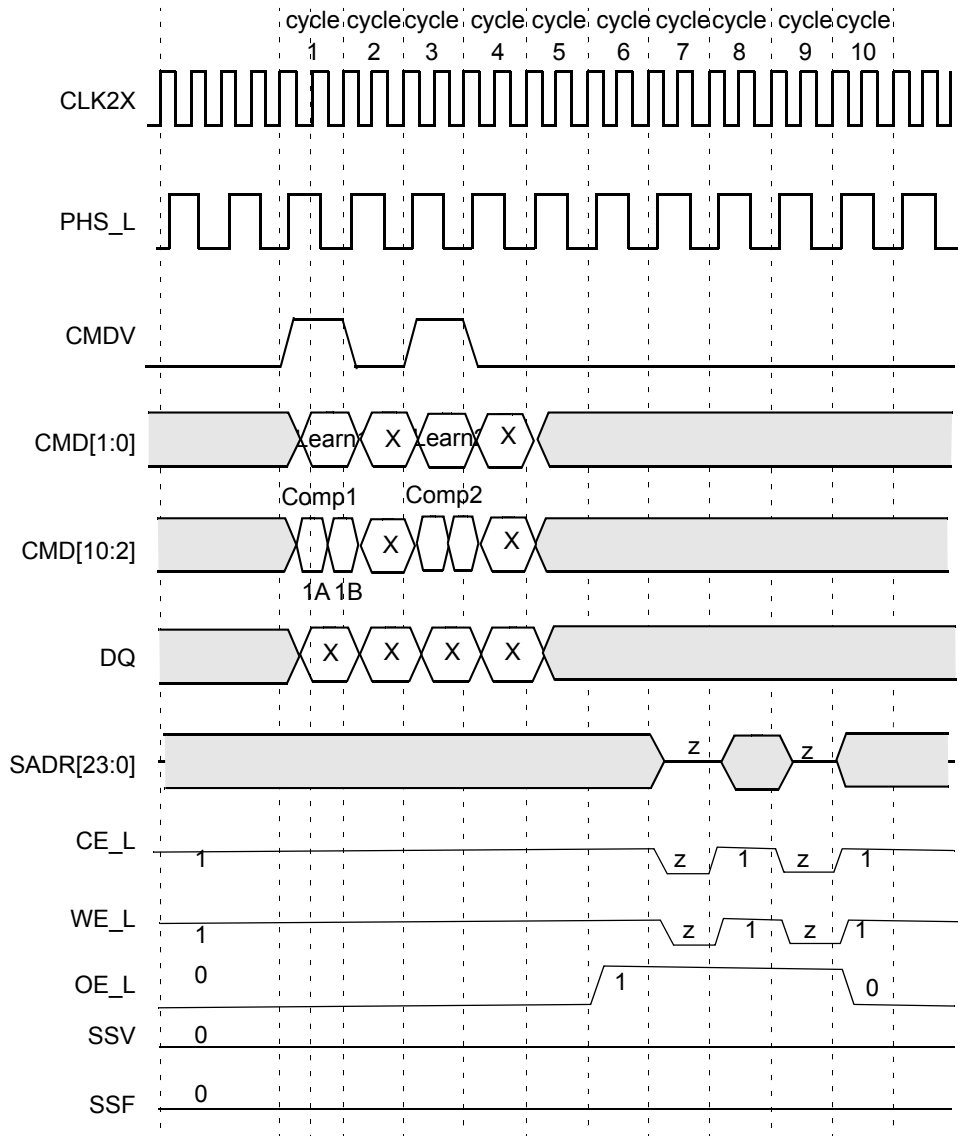 cycle cycle cycle cycle cycle cycle cycle cycle cycle cycle
1 2 3 4 5 6 7 8 9 10
CLK2X
PHS_L
CMDV
CMD[1:0] Learn1 X Learn2 X
Comp1 Comp2
CMD[10:2] X X
1A 1B
DQ X X X X
SADR[23:0] z z
CE_L 1 z 1 z 1
WE_L 1 z 1 z 1
OE_L 0 1 0
SSV 0
SSF 0